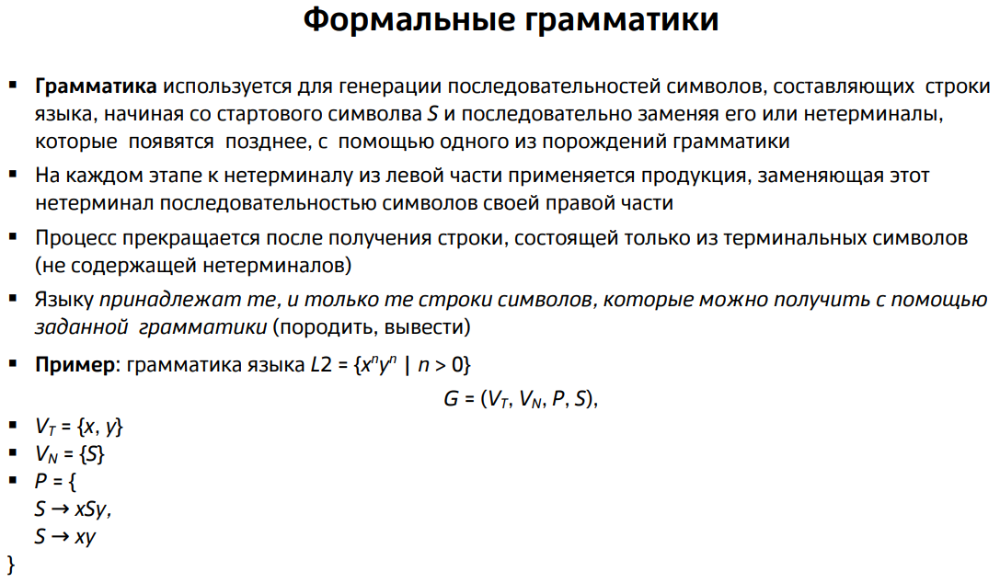 Формальные грамматики
▪ Грамматика используется для генерации последовательностей символов, составляющих строки
языка, начиная со стартового символва S и последовательно заменяя его или нетерминалы,
которые появятся позднее, с помощью одного из порождений грамматики
▪ На каждом этапе к нетерминалу из левой части применяется продукция, заменяющая этот
нетерминал последовательностью символов своей правой части
▪ Процесс прекращается после получения строки, состоящей только из терминальных символов
(не содержащей нетерминалов)
▪ Языку принадлежат те, и только те строки символов, которые можно получить с помощью
заданной грамматики (породить, вывести)
▪ Пример: грамматика языка L2 = {xⁿyⁿ | n > 0}
G = (V_T, V_N, P, S),
▪ V_T = {x, y}
▪ V_N = {S}
▪ P = {
S → xSy,
S → xy
}